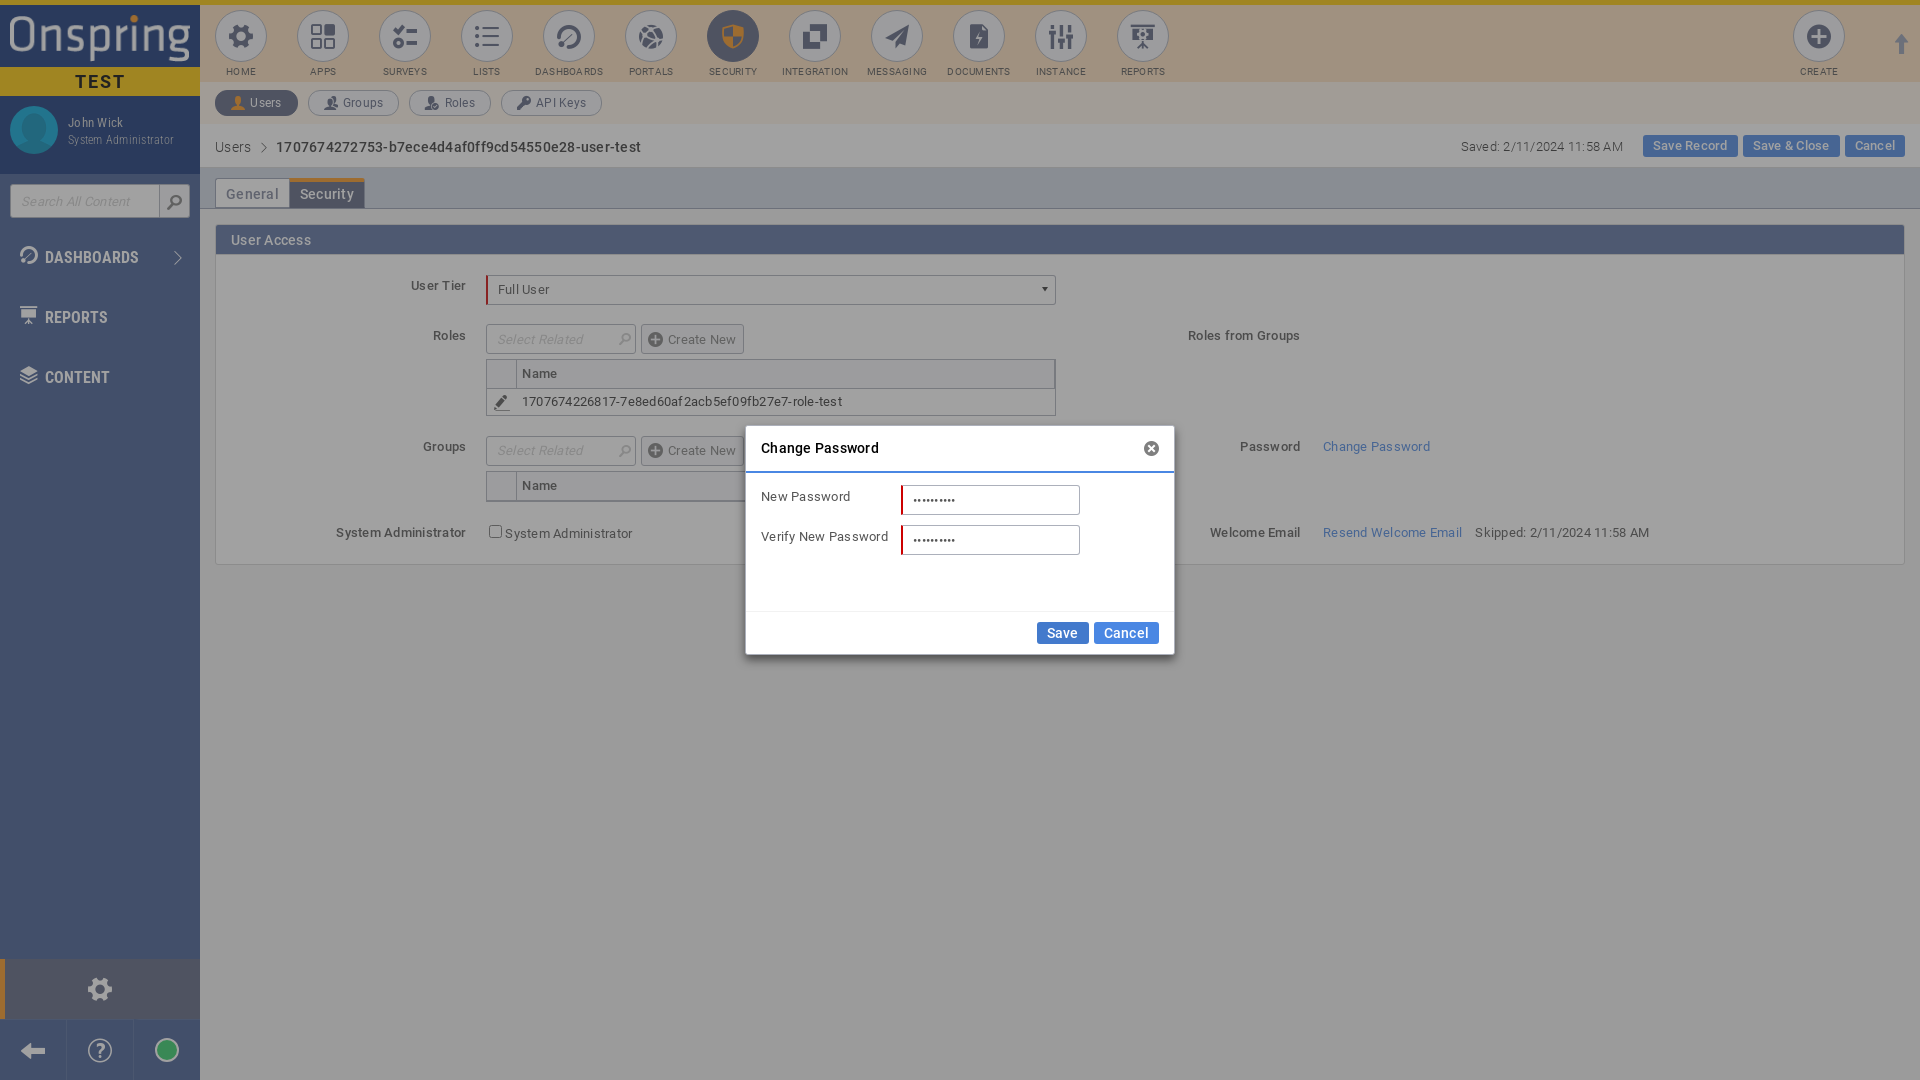 Onspring
TEST
John Wick
System Administrator
Search All Content
DASHBOARDS
REPORTS
CONTENT
HOME
APPS
SURVEYS
LISTS
DASHBOARDS
PORTALS
SECURITY
INTEGRATION
MESSAGING
DOCUMENTS
INSTANCE
REPORTS
CREATE
Users
Groups
Roles
API Keys
Users
1707674272753-b7ece4d4af0ff9cd54550e28-user-test
Saved: 2/11/2024 11:58 AM
Save Record
Save & Close
Cancel
General
Security
User Access
User Tier
Full User
Roles
Select Related
Create New
Roles from Groups
Name
1707674226817-7e8ed60af2acb5ef09fb27e7-role-test
Groups
Select Related
Create New
Password
Change Password
Name
System Administrator
System Administrator
Welcome Email
Resend Welcome Email
Skipped: 2/11/2024 11:58 AM
Change Password
New Password
••••••••••
Verify New Password
••••••••••
Save
Cancel